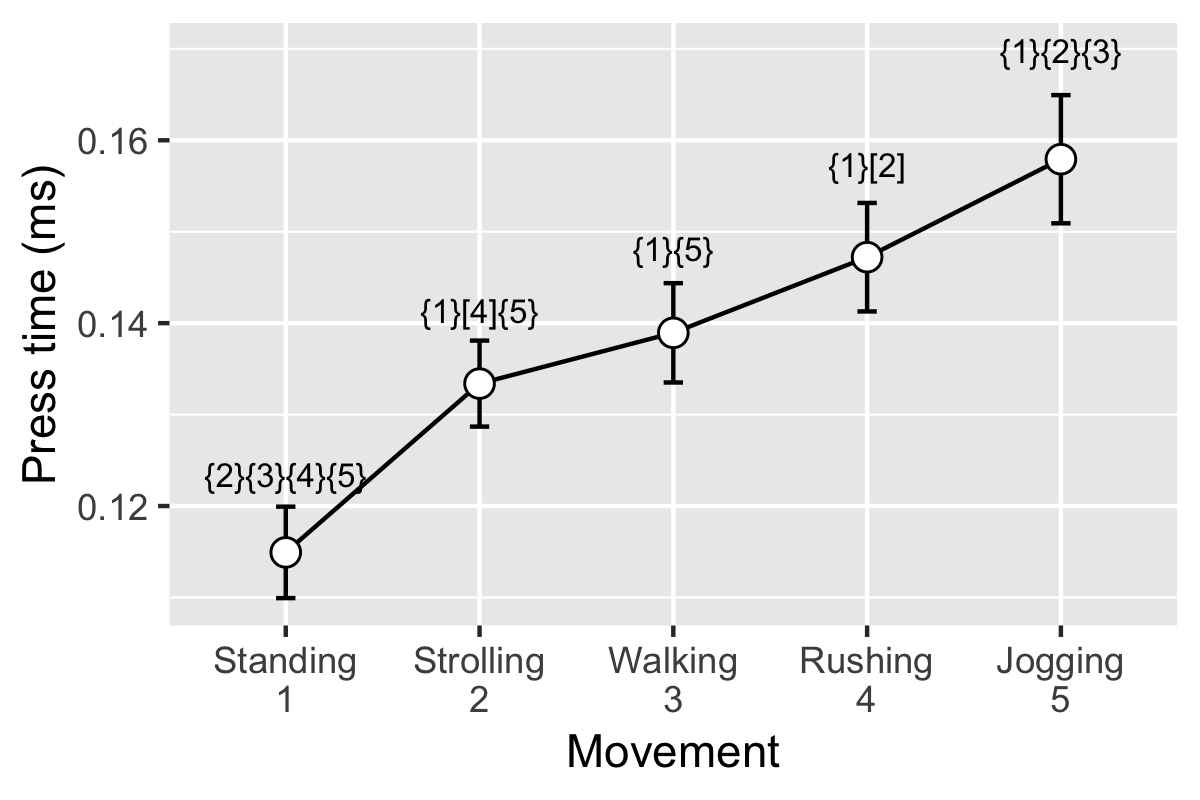 {1}{2}{3}
0.16
{1}[2]
{1}{5}
0.14
{1}[4]{5}
{2}{3}{4}{5}
0.12
Press time (ms)
Standing Strolling Walking Rushing Jogging
1 2 3 4 5
Movement